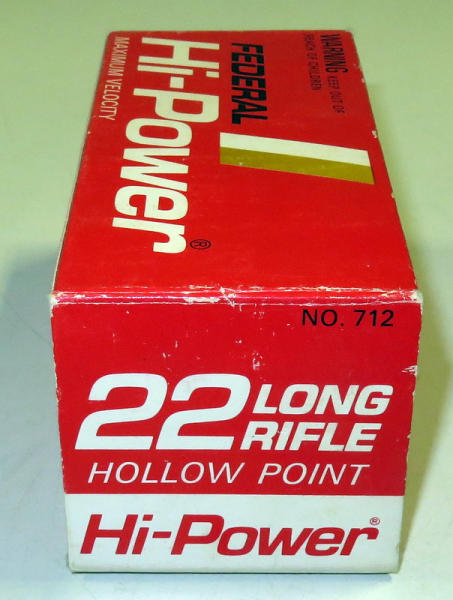 WARNING KEEP OUT OF
REACH OF CHILDREN
FEDERAL
Hi-Power®
MAXIMUM VELOCITY
NO. 712
22 LONG
RIFLE
HOLLOW POINT
Hi-Power®